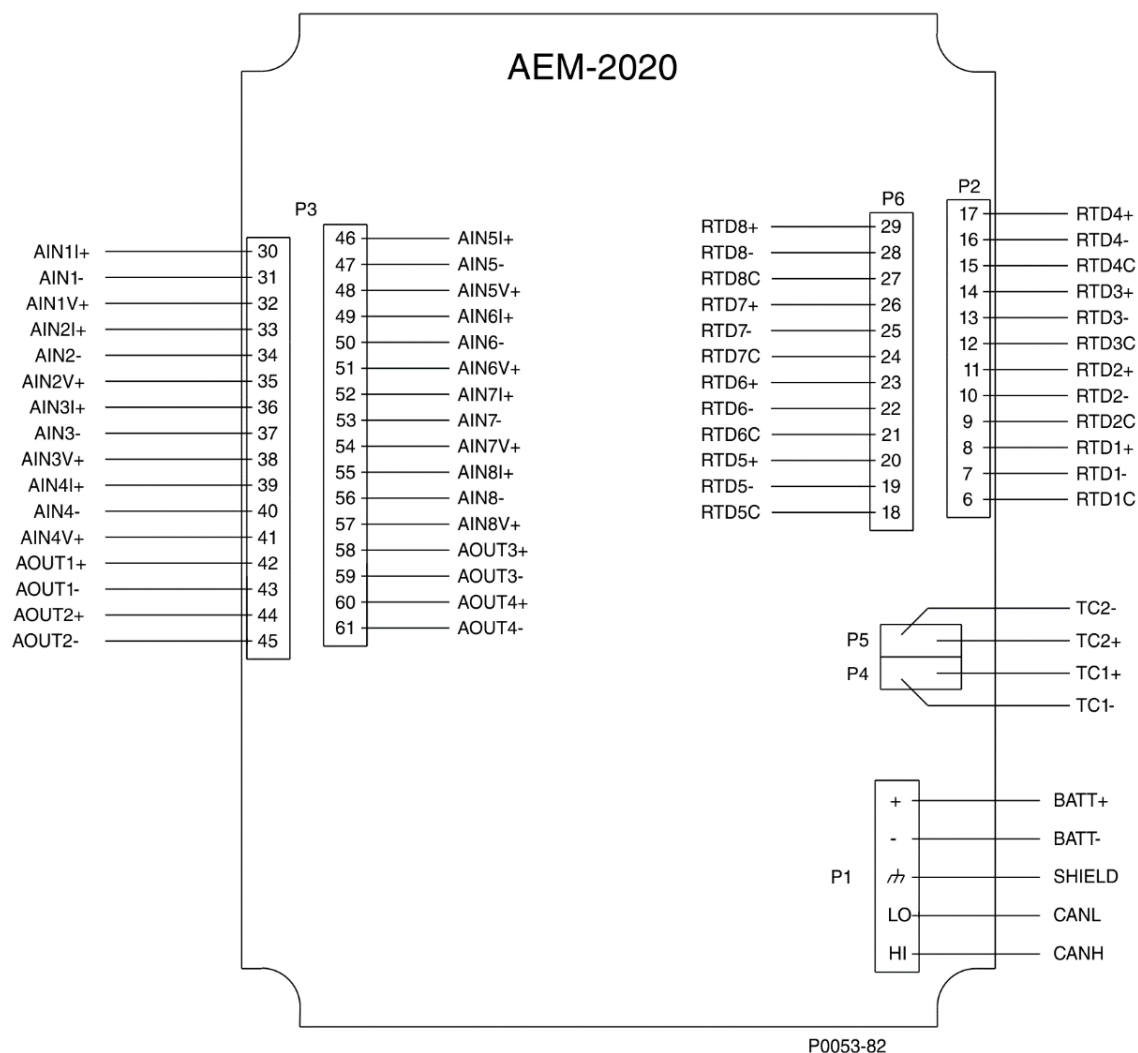 AEM-2020
P3
AIN1I+ 30
AIN1- 31
AIN1V+ 32
AIN2I+ 33
AIN2- 34
AIN2V+ 35
AIN3I+ 36
AIN3- 37
AIN3V+ 38
AIN4I+ 39
AIN4- 40
AIN4V+ 41
AOUT1+ 42
AOUT1- 43
AOUT2+ 44
AOUT2- 45
46 AIN5I+
47 AIN5-
48 AIN5V+
49 AIN6I+
50 AIN6-
51 AIN6V+
52 AIN7I+
53 AIN7-
54 AIN7V+
55 AIN8I+
56 AIN8-
57 AIN8V+
58 AOUT3+
59 AOUT3-
60 AOUT4+
61 AOUT4-
P6
RTD8+ 29
RTD8- 28
RTD8C 27
RTD7+ 26
RTD7- 25
RTD7C 24
RTD6+ 23
RTD6- 22
RTD6C 21
RTD5+ 20
RTD5- 19
RTD5C 18
P2
17 RTD4+
16 RTD4-
15 RTD4C
14 RTD3+
13 RTD3-
12 RTD3C
11 RTD2+
10 RTD2-
9 RTD2C
8 RTD1+
7 RTD1-
6 RTD1C
TC2-
P5 TC2+
P4 TC1+
TC1-
P1
+ BATT+
- BATT-
SHIELD
LO CANL
HI CANH
P0053-82